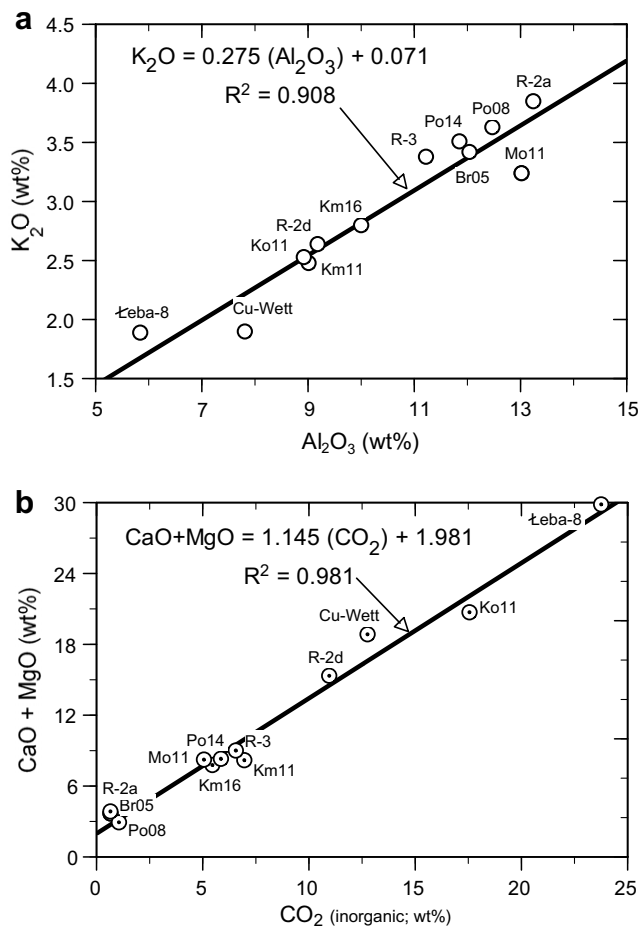 a
4.5
4.0
3.5
3.0
2.5
2.0
1.5
K₂O (wt%)
K₂O = 0.275 (Al₂O₃) + 0.071
R² = 0.908
R-2a
Po08
Po14
R-3
Br05
Mo11
Km16
R-2d
Ko11
Km11
Cu-Wett
Łeba-8
5 7 9 11 13 15
Al₂O₃ (wt%)
b
30
24
18
12
6
0
CaO + MgO (wt%)
CaO+MgO = 1.145 (CO₂) + 1.981
R² = 0.981
Łeba-8
Cu-Wett
Ko11
R-2d
Po14
R-3
Mo11
Km16
Km11
R-2a
Br05
Po08
0 5 10 15 20 25
CO₂ (inorganic; wt%)